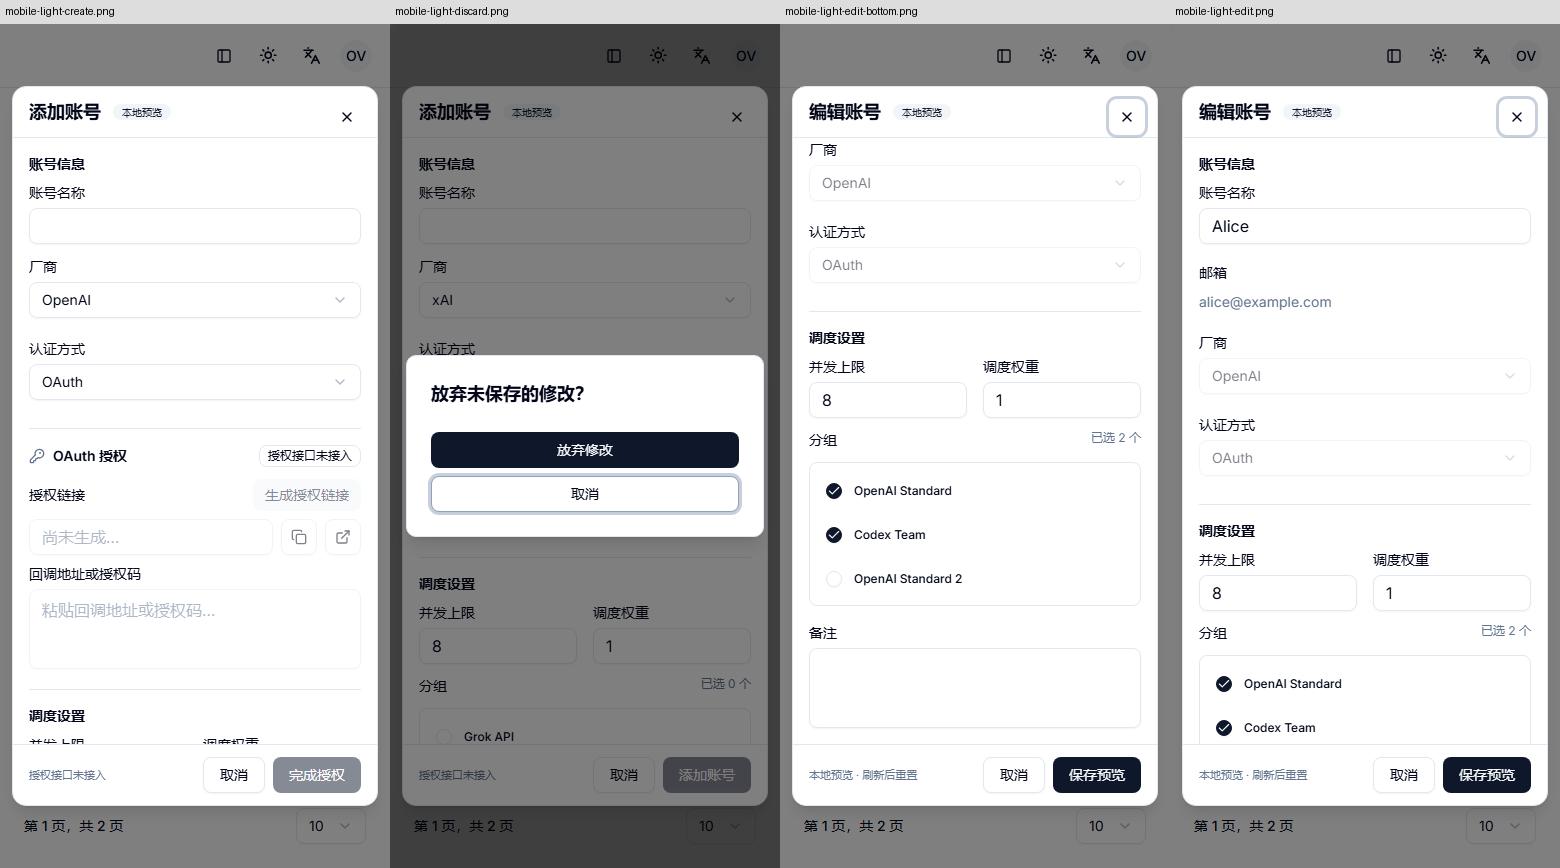 mobile-light-create.png
OV
添加账号 本地预览
账号信息
账号名称
厂商
OpenAI
认证方式
OAuth
OAuth 授权 授权接口未接入
授权链接 生成授权链接
尚未生成...
回调地址或授权码
粘贴回调地址或授权码...
调度设置
并发上限 调度权重
授权接口未接入 取消 完成授权
第 1 页，共 2 页 10
mobile-light-discard.png
OV
添加账号 本地预览
账号信息
账号名称
厂商
xAI
认证方式
放弃未保存的修改？
放弃修改
取消
调度设置
并发上限 调度权重
8 1
分组 已选 0 个
Grok API
授权接口未接入 取消 添加账号
第 1 页，共 2 页 10
mobile-light-edit-bottom.png
OV
编辑账号 本地预览
厂商
OpenAI
认证方式
OAuth
调度设置
并发上限 调度权重
8 1
分组 已选 2 个
OpenAI Standard
Codex Team
OpenAI Standard 2
备注
本地预览 · 刷新后重置 取消 保存预览
第 1 页，共 2 页 10
mobile-light-edit.png
OV
编辑账号 本地预览
账号信息
账号名称
Alice
邮箱
alice@example.com
厂商
OpenAI
认证方式
OAuth
调度设置
并发上限 调度权重
8 1
分组 已选 2 个
OpenAI Standard
Codex Team
本地预览 · 刷新后重置 取消 保存预览
第 1 页，共 2 页 10